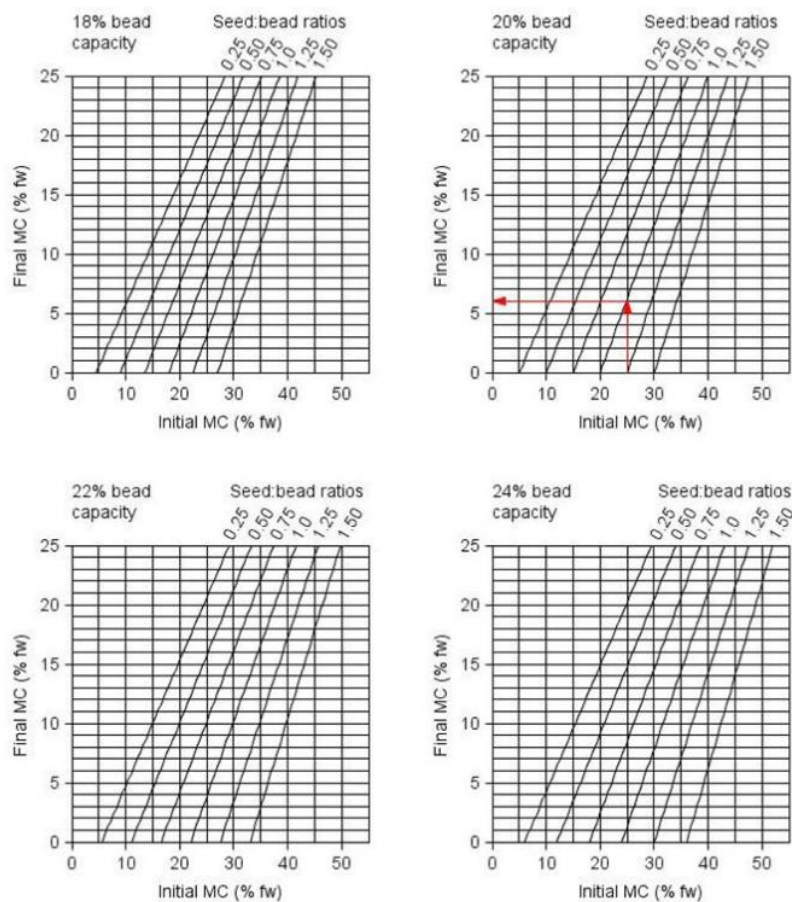 18% bead capacity
Seed:bead ratios
0.25 0.50 0.75 1.0 1.25 1.50
25
20
15
10
5
0
Final MC (% fw)
0 10 20 30 40 50
Initial MC (% fw)
20% bead capacity
Seed:bead ratios
0.25 0.50 0.75 1.0 1.25 1.50
25
20
15
10
5
0
Final MC (% fw)
0 10 20 30 40 50
Initial MC (% fw)
22% bead capacity
Seed:bead ratios
0.25 0.50 0.75 1.0 1.25 1.50
25
20
15
10
5
0
Final MC (% fw)
0 10 20 30 40 50
Initial MC (% fw)
24% bead capacity
Seed:bead ratios
0.25 0.50 0.75 1.0 1.25 1.50
25
20
15
10
5
0
Final MC (% fw)
0 10 20 30 40 50
Initial MC (% fw)